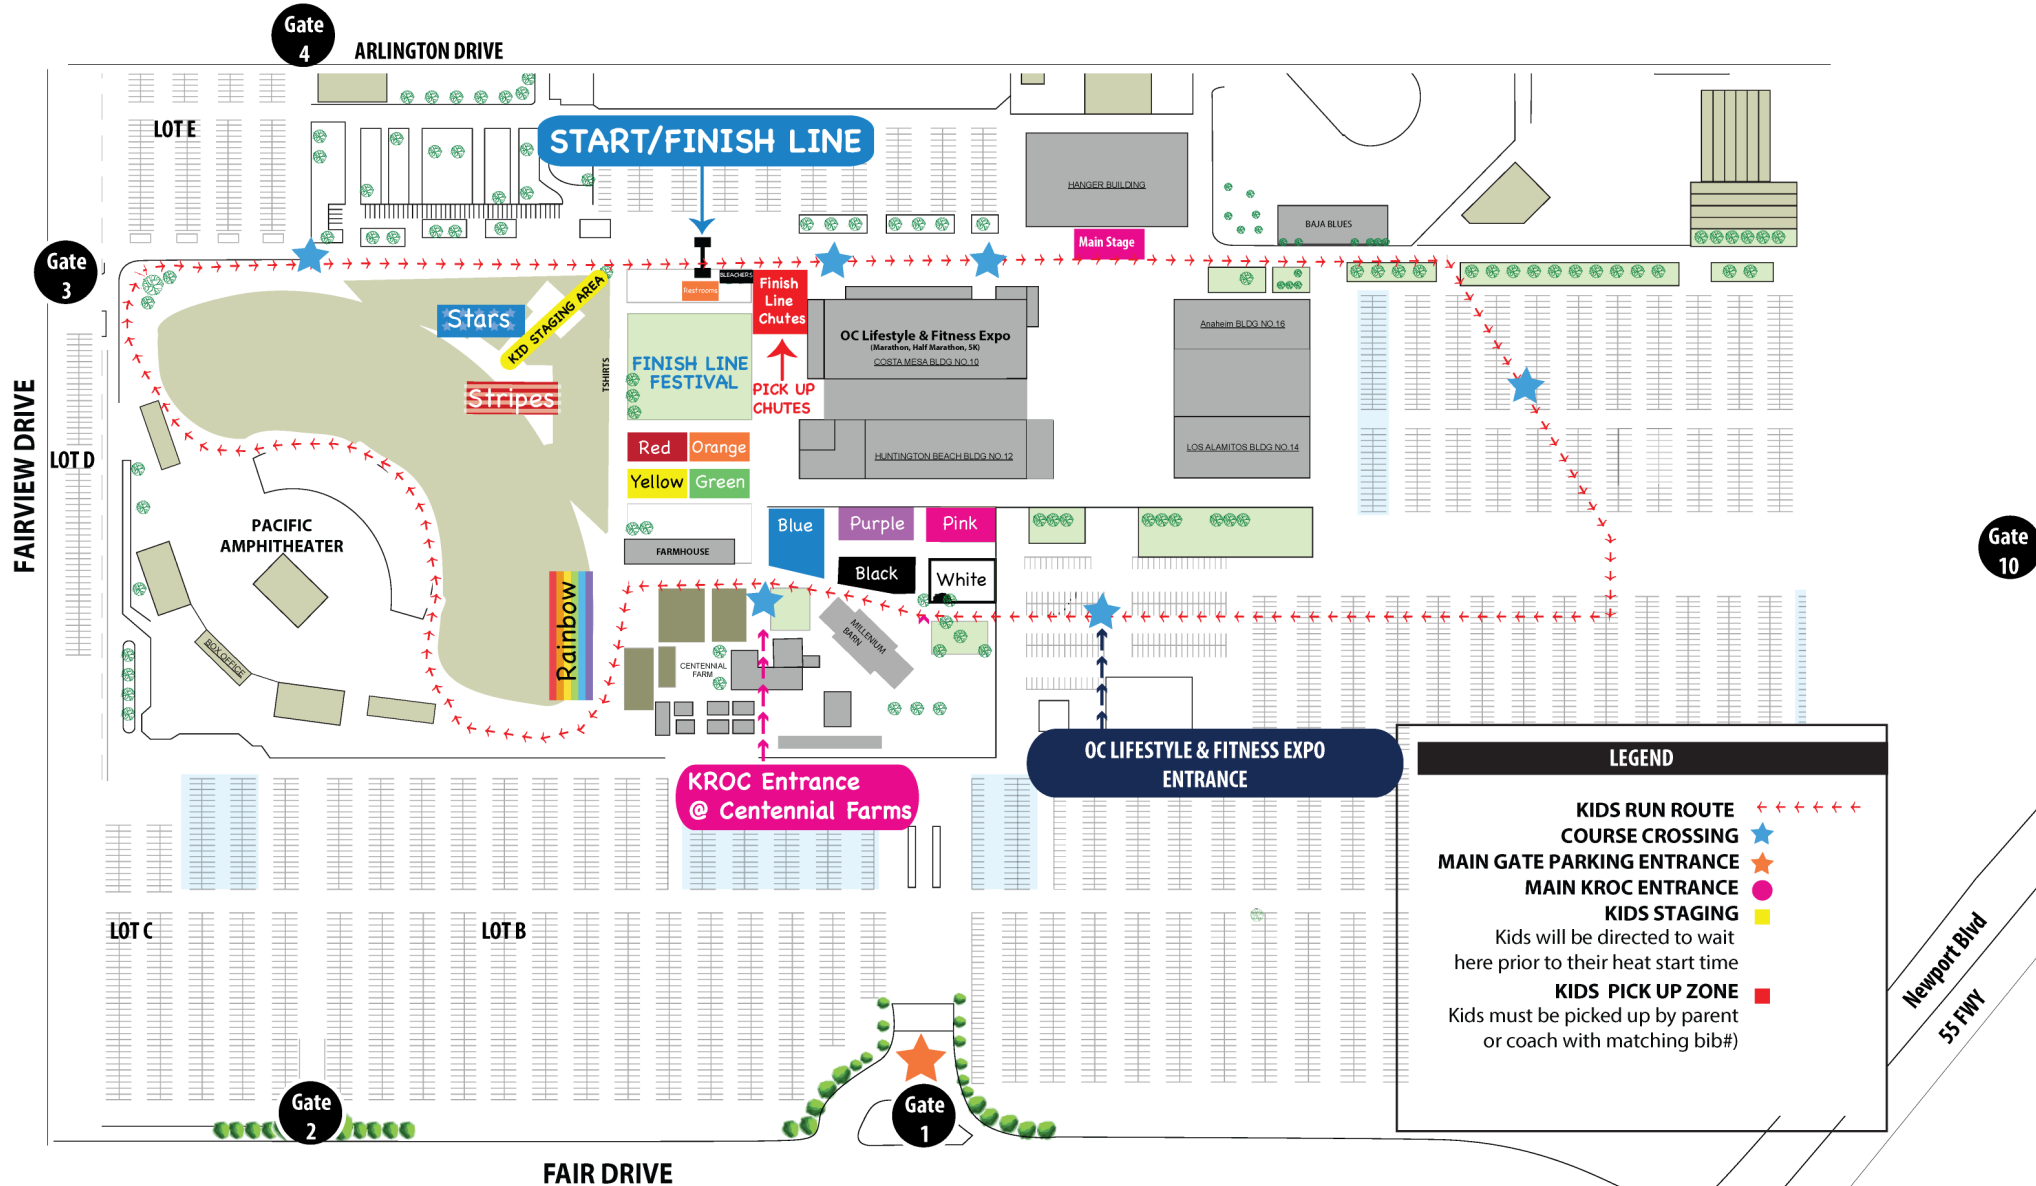 Gate
4
ARLINGTON DRIVE
LOT E
START/FINISH LINE
HANGER BUILDING
BAJA BLUES
Main Stage
Gate
3
BLEACHERS
Restrooms
Finish
Line
Chutes
Stars
KID STAGING AREA
OC Lifestyle & Fitness Expo
(Marathon, Half Marathon, 5K)
COSTA MESA BLDG NO.10
Anaheim BLDG NO.16
FINISH LINE
FESTIVAL
TSHIRTS
PICK UP
CHUTES
Stripes
FAIRVIEW DRIVE
LOT D
Red
Orange
Yellow
Green
HUNTINGTON BEACH BLDG NO.12
LOS ALAMITOS BLDG NO.14
PACIFIC
AMPHITHEATER
Blue
Purple
Pink
FARMHOUSE
Black
White
Gate
10
Rainbow
MILLENIUM
BARN
BOX OFFICE
CENTENNIAL
FARM
KROC Entrance
@ Centennial Farms
OC LIFESTYLE & FITNESS EXPO
ENTRANCE
LEGEND
KIDS RUN ROUTE
COURSE CROSSING
MAIN GATE PARKING ENTRANCE
MAIN KROC ENTRANCE
KIDS STAGING
Kids will be directed to wait
here prior to their heat start time
KIDS PICK UP ZONE
Kids must be picked up by parent
or coach with matching bib#)
LOT C
LOT B
Newport Blvd
55 FWY
Gate
2
Gate
1
FAIR DRIVE